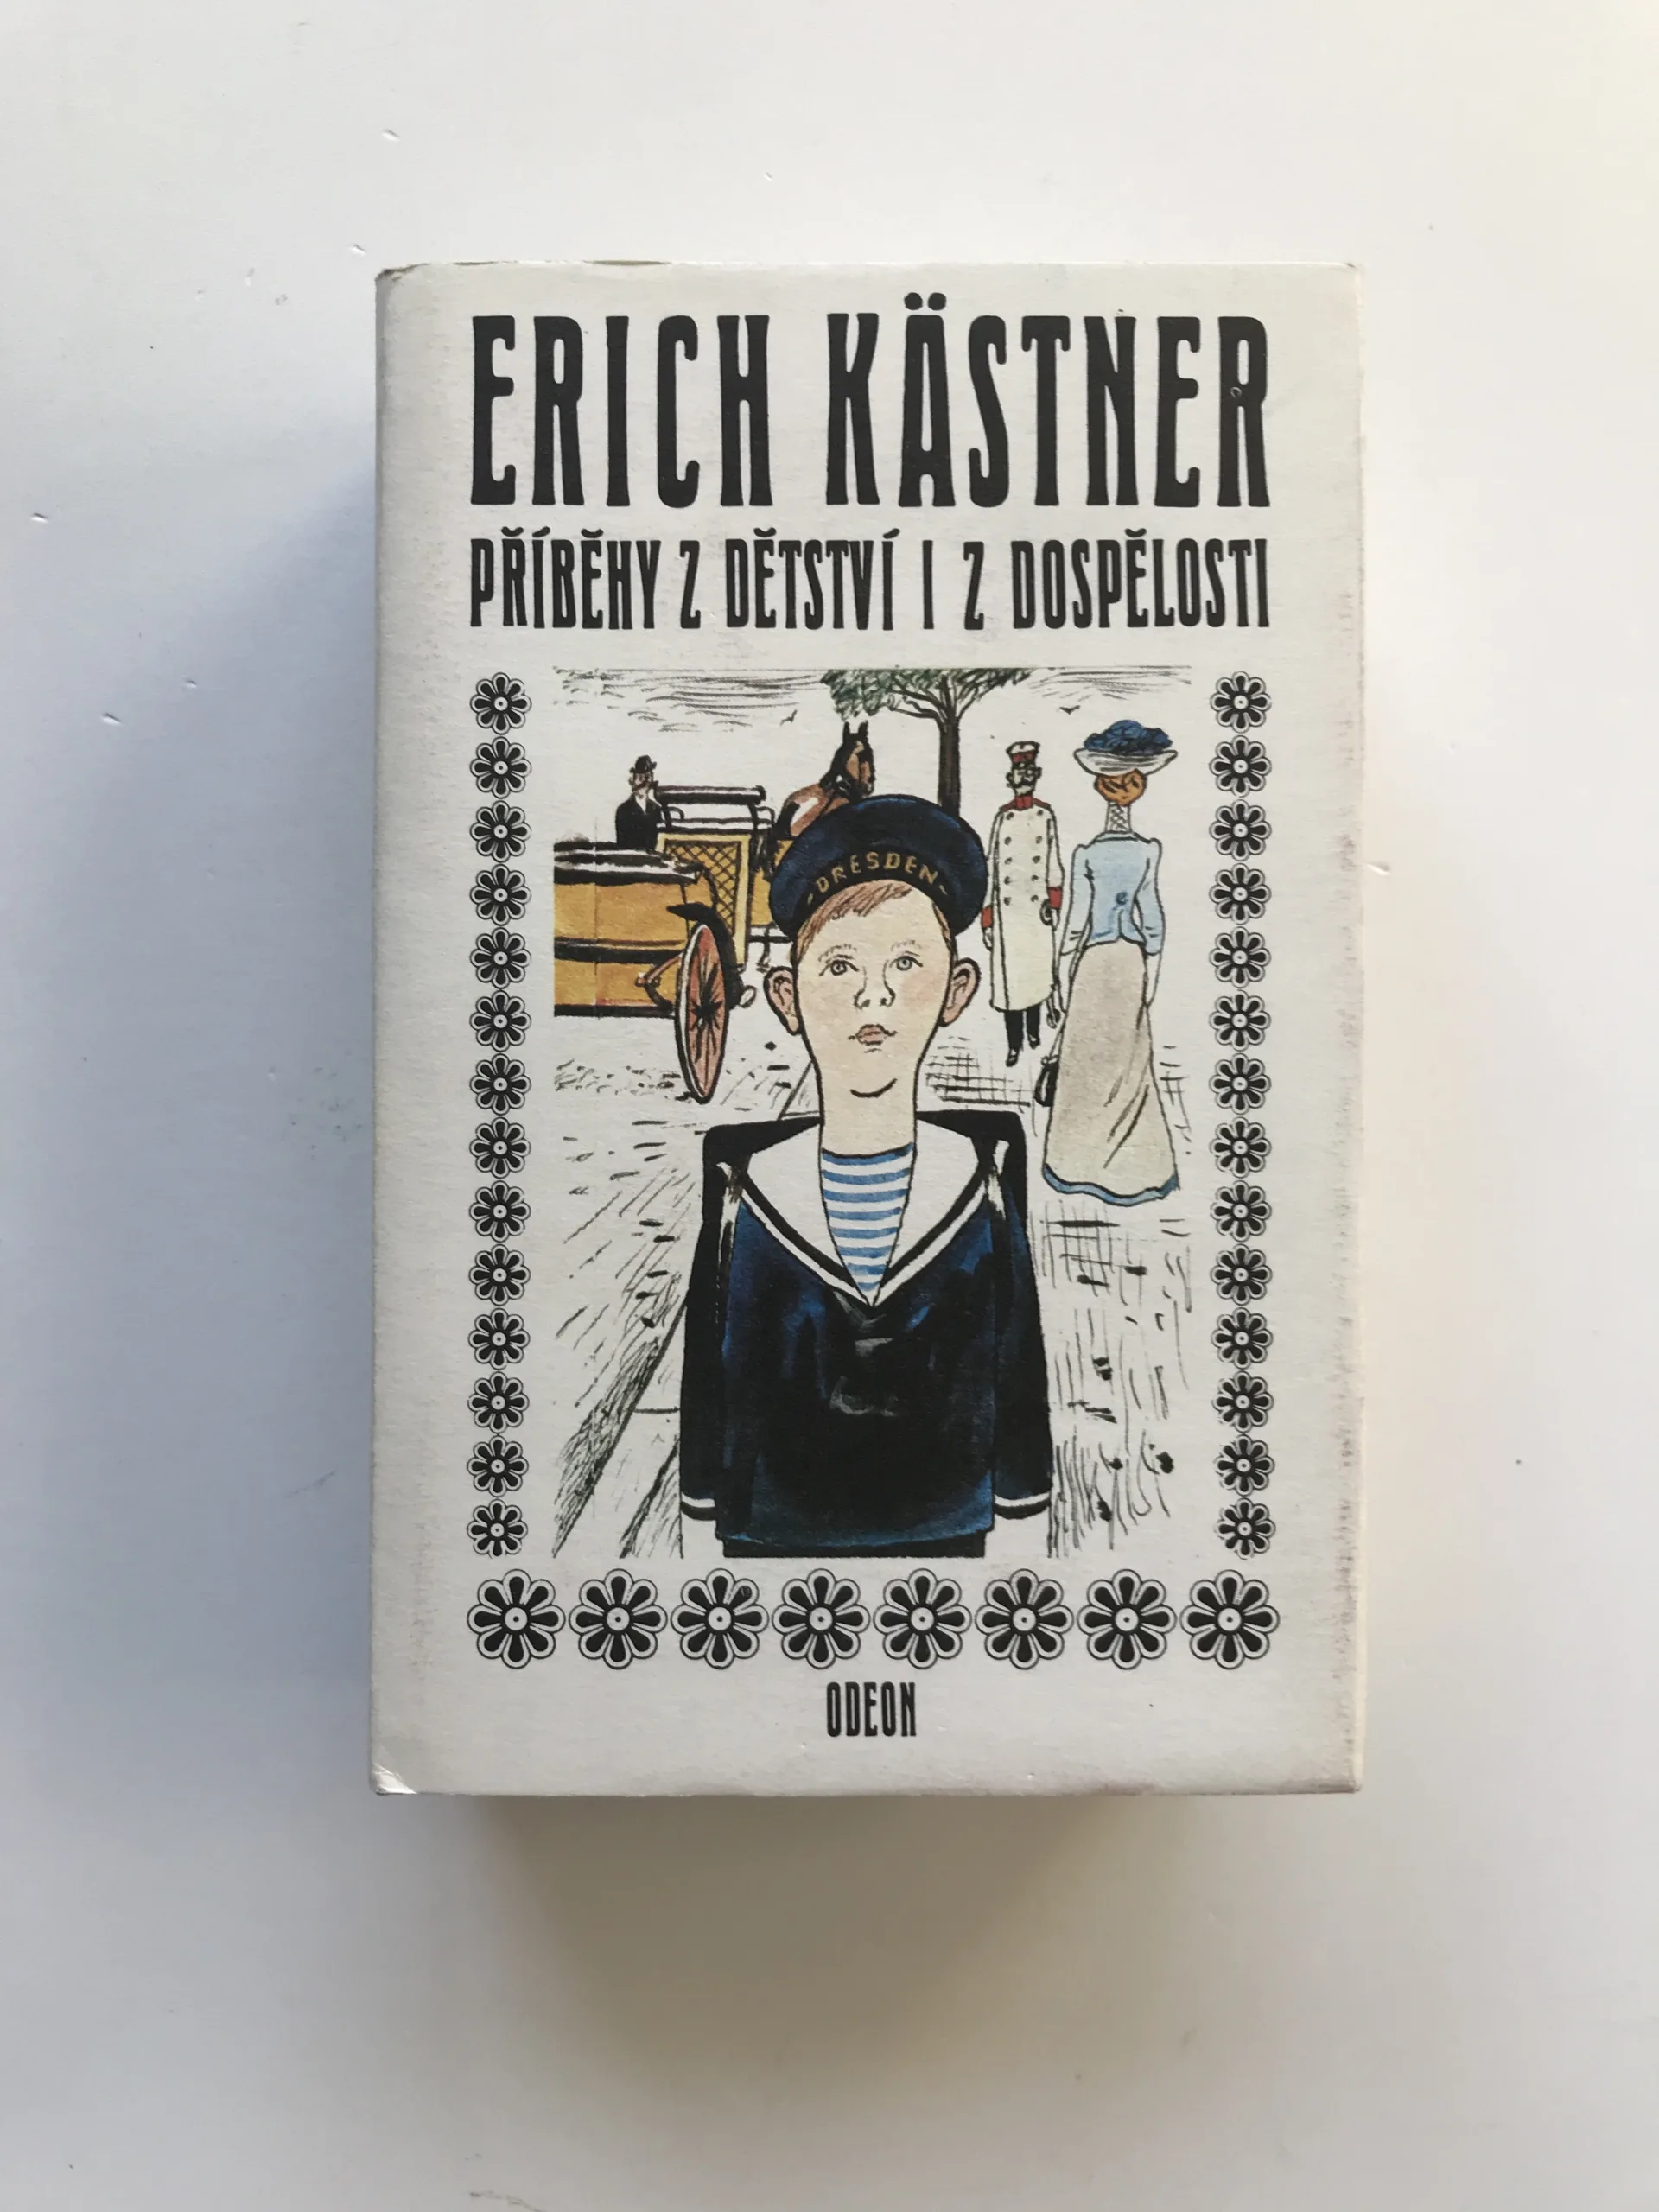 ERICH KÄSTNER
PŘÍBĚHY Z DĚTSTVÍ I Z DOSPĚLOSTI
DRESDEN
ODEON